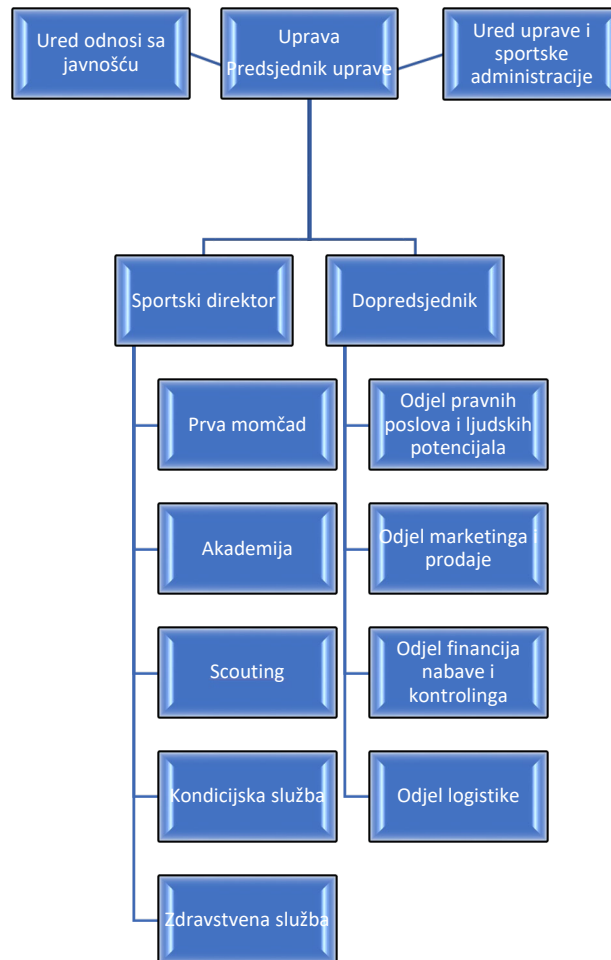 Ured odnosi sa
javnošću
Uprava
Predsjednik uprave
Ured uprave i
sportske
administracije
Sportski direktor
Dopredsjednik
Prva momčad
Odjel pravnih
poslova i ljudskih
potencijala
Akademija
Odjel marketinga i
prodaje
Scouting
Odjel financija
nabave i
kontrolinga
Kondicijska služba
Odjel logistike
Zdravstvena služba